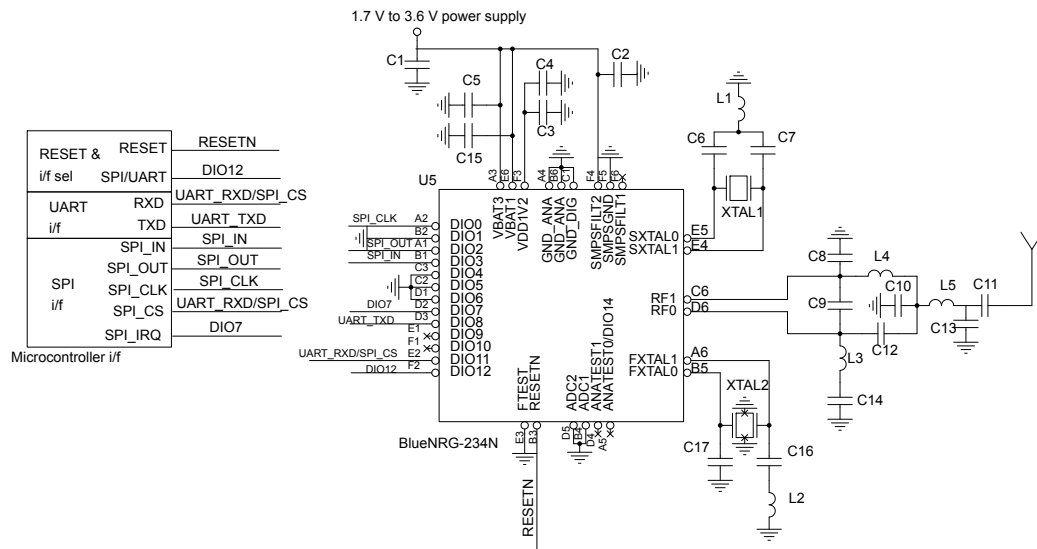 1.7 V to 3.6 V power supply
C1
C2
C4
C5
C3
C15
L1
C6
C7
XTAL1
RESET & i/f sel
RESET
RESETN
SPI/UART
DIO12
UART i/f
RXD
UART_RXD/SPI_CS
TXD
UART_TXD
SPI i/f
SPI_IN
SPI_IN
SPI_OUT
SPI_OUT
SPI_CLK
SPI_CLK
SPI_CS
UART_RXD/SPI_CS
SPI_IRQ
DIO7
Microcontroller i/f
U5
A3
E6
F3
A4
B6
C1
F4
F5
F6
VBAT3
VBAT1
VDD1V2
GND_ANA
GND_ANA
GND_DIG
SMPSFILT2
SMPSGND
SMPSFILT1
SPI_CLK
A2
DIO0
B2
DIO1
SPI_OUT
A1
DIO2
SPI_IN
B1
DIO3
C3
DIO4
C2
DIO5
D1
DIO6
DIO7
D2
DIO7
UART_TXD
D3
DIO8
E1
DIO9
F1
DIO10
UART_RXD/SPI_CS
E2
DIO11
DIO12
F2
DIO12
SXTAL0
E5
SXTAL1
E4
RF1
C6
RF0
D6
FXTAL1
A6
FXTAL0
B5
FTEST
RESETN
ADC2
ADC1
ANATEST1
ANATEST0/DIO14
E3
B3
D5
B4
D4
A5
BlueNRG-234N
RESETN
C8
L4
C9
C10
L5
C11
C12
C13
L3
C14
XTAL2
C17
C16
L2